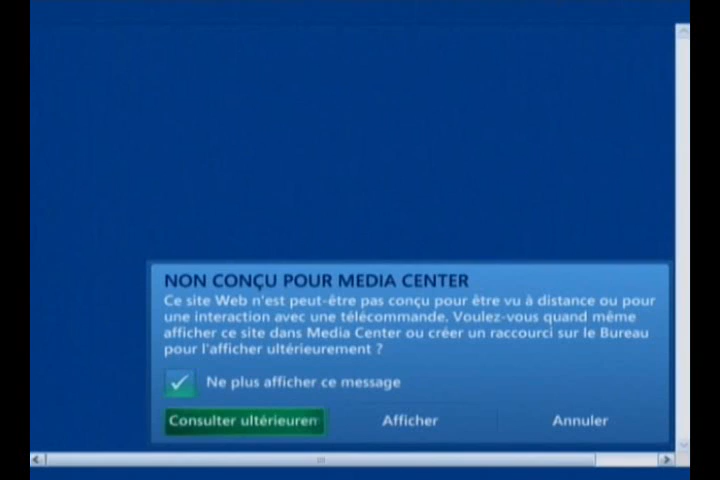 NON CONÇU POUR MEDIA CENTER
Ce site Web n'est peut-être pas conçu pour être vu à distance ou pour
une interaction avec une télécommande. Voulez-vous quand même
afficher ce site dans Media Center ou créer un raccourci sur le Bureau
pour l'afficher ultérieurement ?
Ne plus afficher ce message
Consulter ultérieuren
Afficher
Annuler